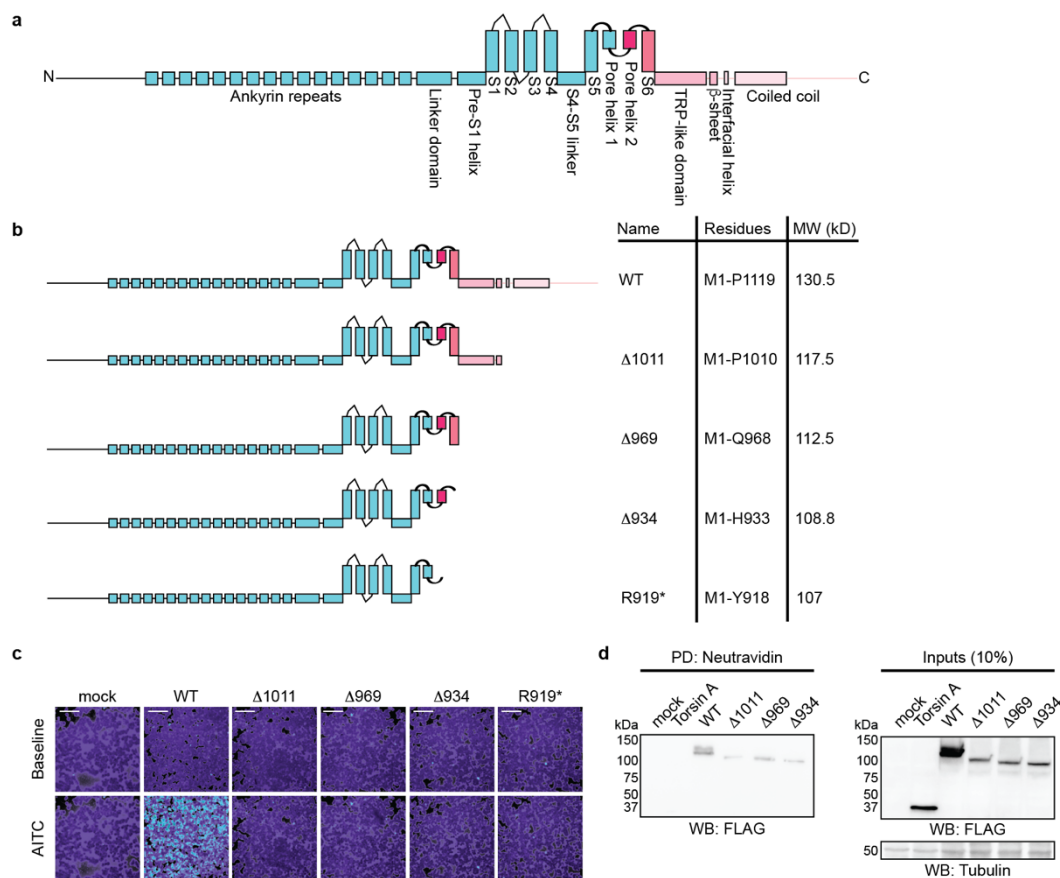 a
N
C
Ankyrin repeats
Linker domain
Pre-S1 helix
S1
S2
S3
S4
S4-S5 linker
S5
Pore helix 1
Pore helix 2
S6
TRP-like domain
β-sheet
Interfacial helix
Coiled coil
b
Name Residues MW (kD)
WT M1-P1119 130.5
Δ1011 M1-P1010 117.5
Δ969 M1-Q968 112.5
Δ934 M1-H933 108.8
R919* M1-Y918 107
c
mock WT Δ1011 Δ969 Δ934 R919*
Baseline
AITC
d
PD: Neutravidin
kDa mock Torsin A WT Δ1011 Δ969 Δ934
150
100
75
50
37
WB: FLAG
Inputs (10%)
kDa mock Torsin A WT Δ1011 Δ969 Δ934
150
100
75
50
37
WB: FLAG
50
WB: Tubulin